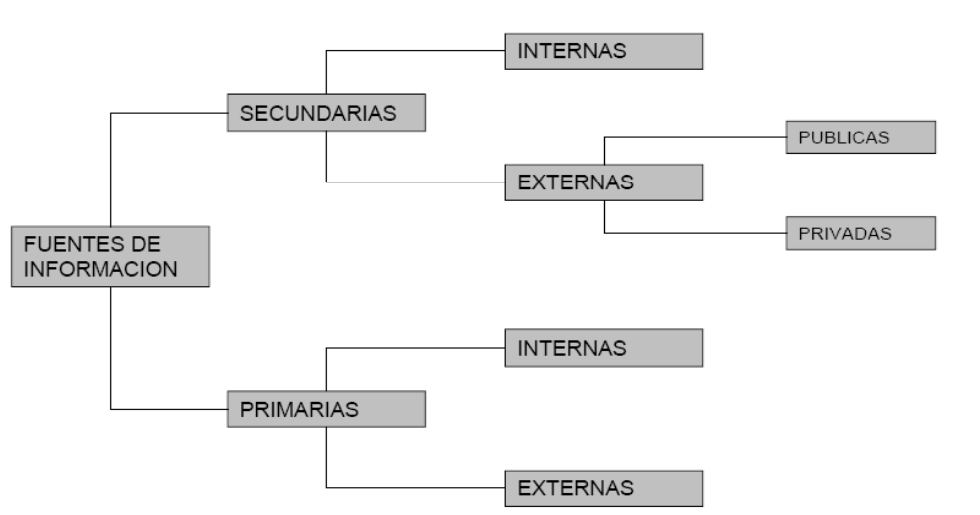 INTERNAS
SECUNDARIAS
PUBLICAS
EXTERNAS
PRIVADAS
FUENTES DE
INFORMACION
INTERNAS
PRIMARIAS
EXTERNAS